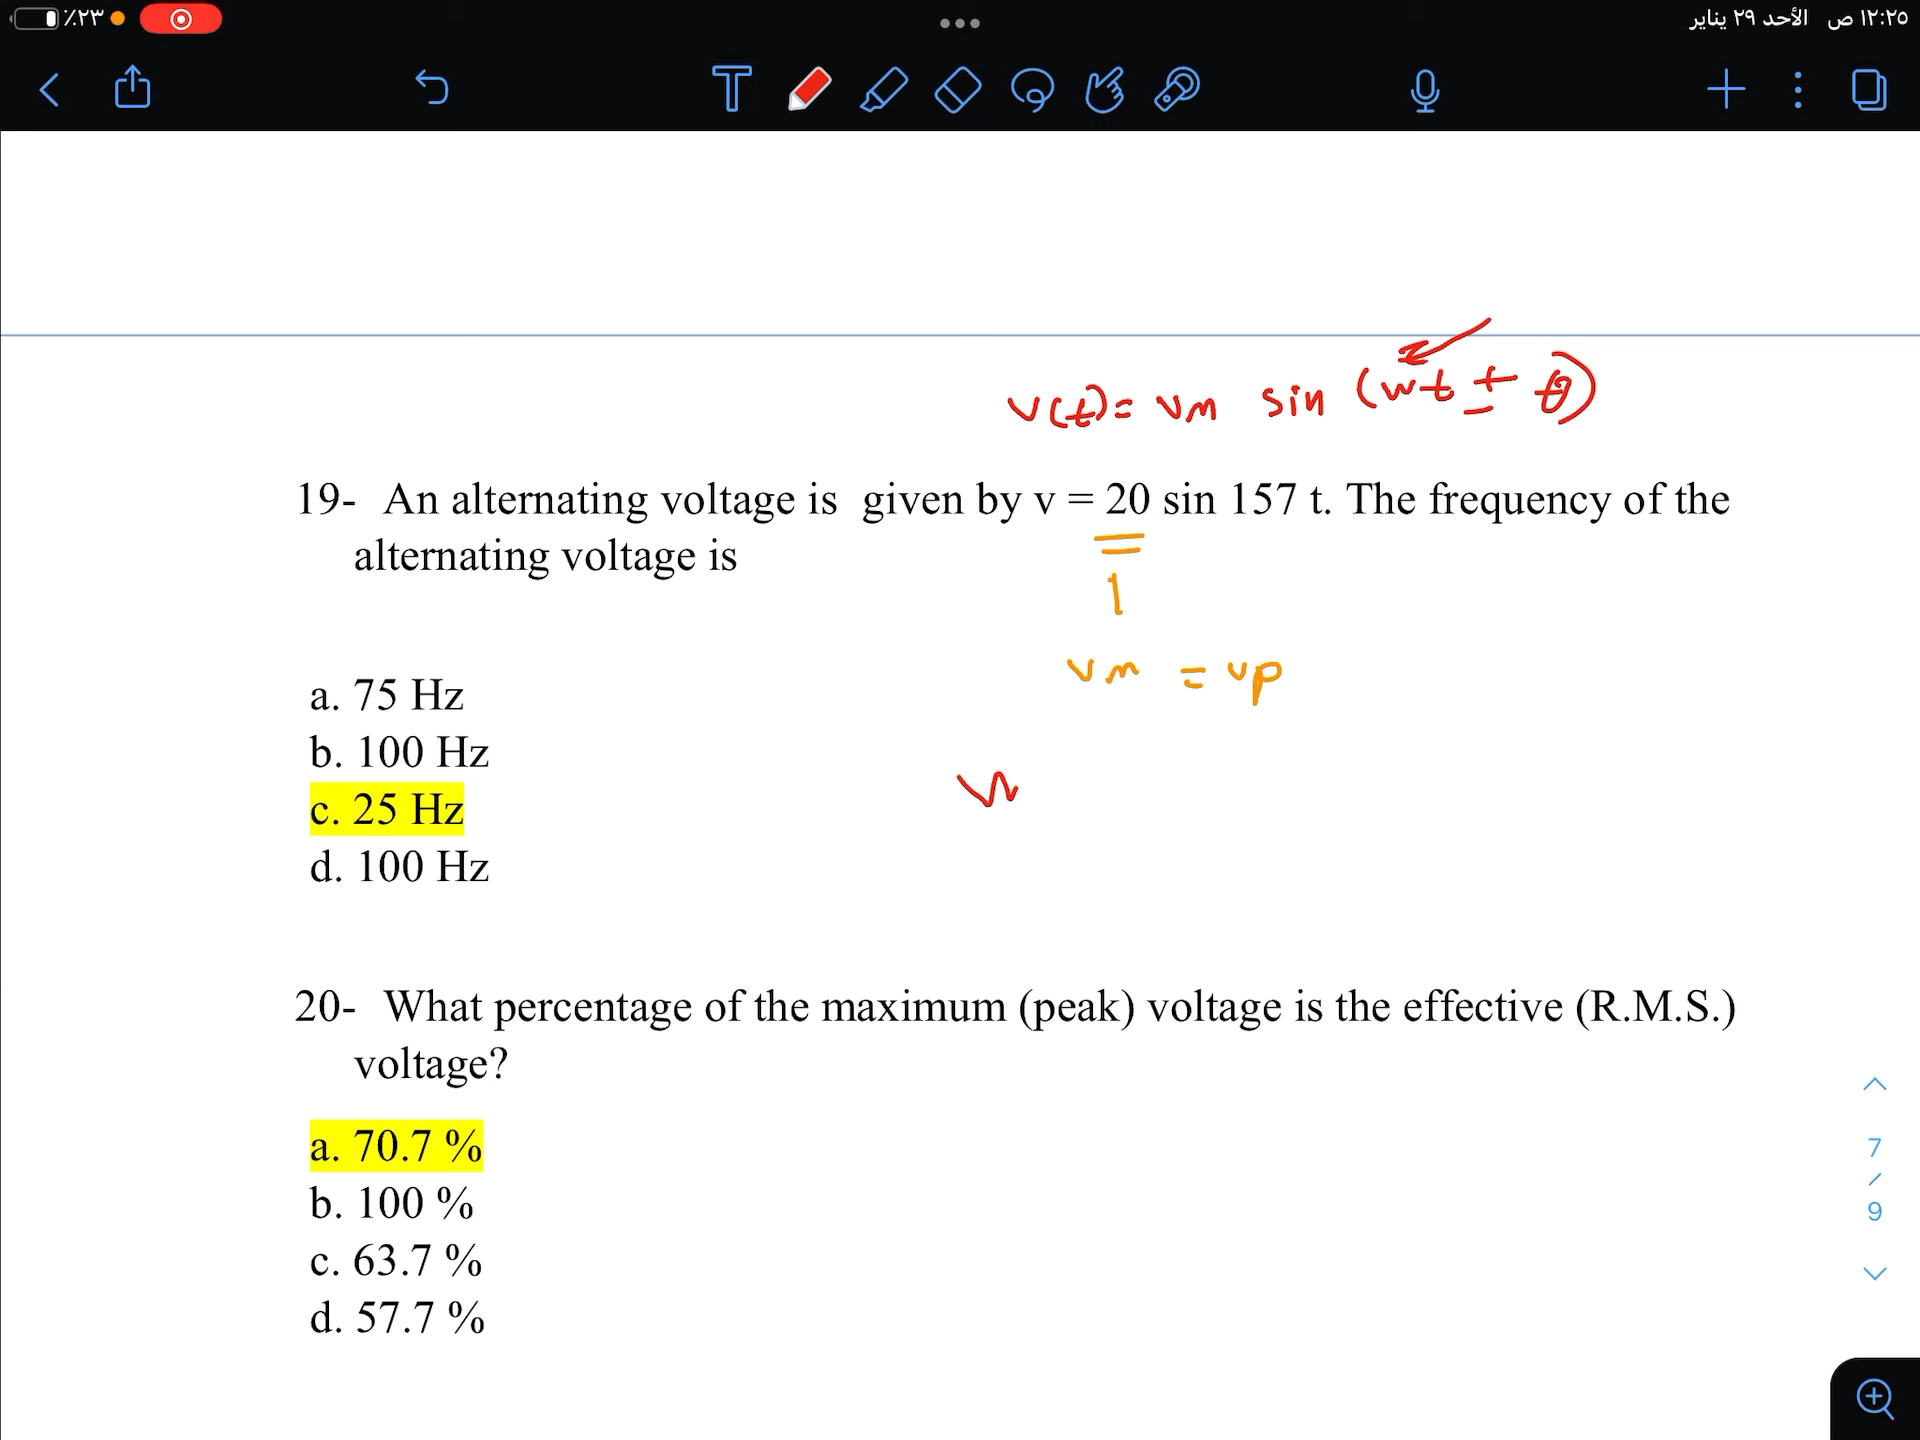 ٪٢٣
١٢:٢٥ ص الأحد ٢٩ يناير
v(t)= vm sin (wt ± θ)
19- An alternating voltage is given by v = 20 sin 157 t. The frequency of the
alternating voltage is
vm = vp
a. 75 Hz
b. 100 Hz
w
c. 25 Hz
d. 100 Hz
20- What percentage of the maximum (peak) voltage is the effective (R.M.S.)
voltage?
a. 70.7 %
b. 100 %
c. 63.7 %
d. 57.7 %
7
/
9